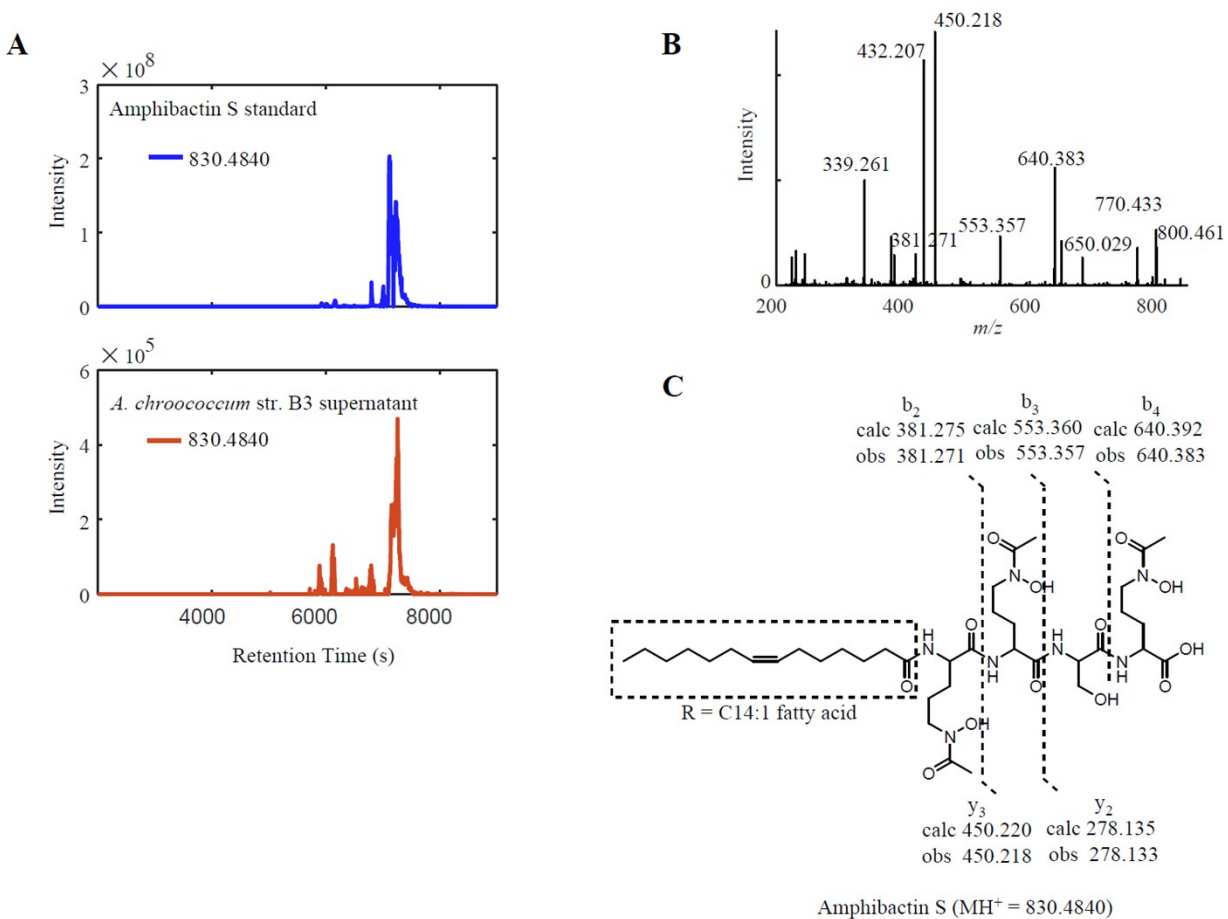 A
× 10⁸
3
2
1
0
Intensity
Amphibactin S standard
830.4840
× 10⁵
6
4
2
0
Intensity
A. chroococcum str. B3 supernatant
830.4840
4000 6000 8000
Retention Time (s)
B
450.218
432.207
339.261
640.383
770.433
381.271
553.357
650.029
800.461
Intensity
0
200 400 600 800
m/z
C
b₂ b₃ b₄
calc 381.275 calc 553.360 calc 640.392
obs 381.271 obs 553.357 obs 640.383
O
N
OH
O
N
OH
H
N
O
N
H
O
H
N
O
N
H
O
OH
O
OH
R = C14:1 fatty acid
N
OH
O
y₃ y₂
calc 450.220 calc 278.135
obs 450.218 obs 278.133
Amphibactin S (MH⁺ = 830.4840)